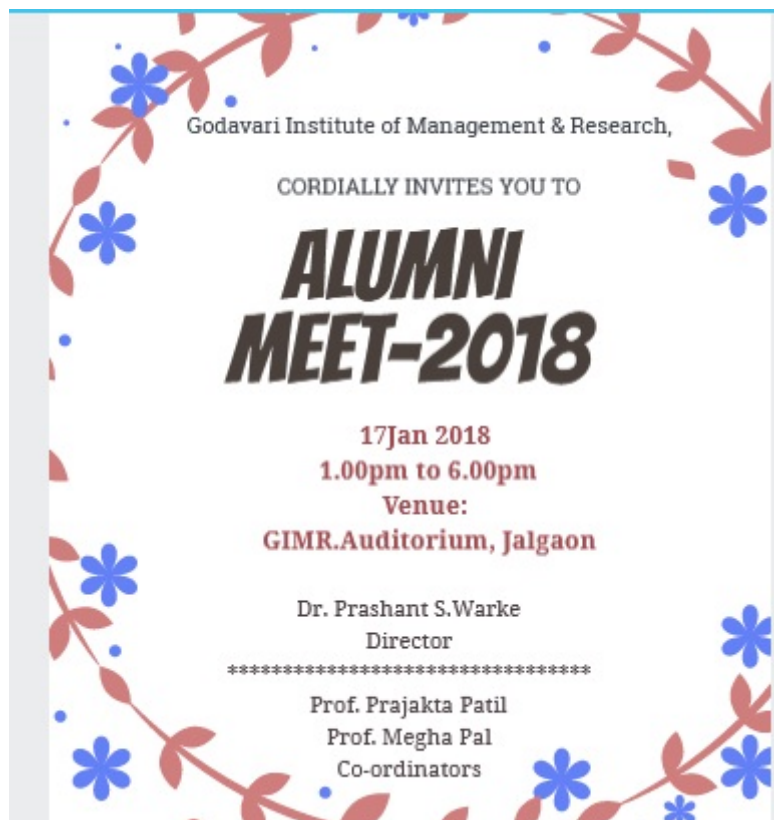 Godavari Institute of Management & Research,
CORDIALLY INVITES YOU TO
ALUMNI
MEET-2018
17Jan 2018
1.00pm to 6.00pm
Venue:
GIMR.Auditorium, Jalgaon
Dr. Prashant S.Warke
Director
*********************************
Prof. Prajakta Patil
Prof. Megha Pal
Co-ordinators